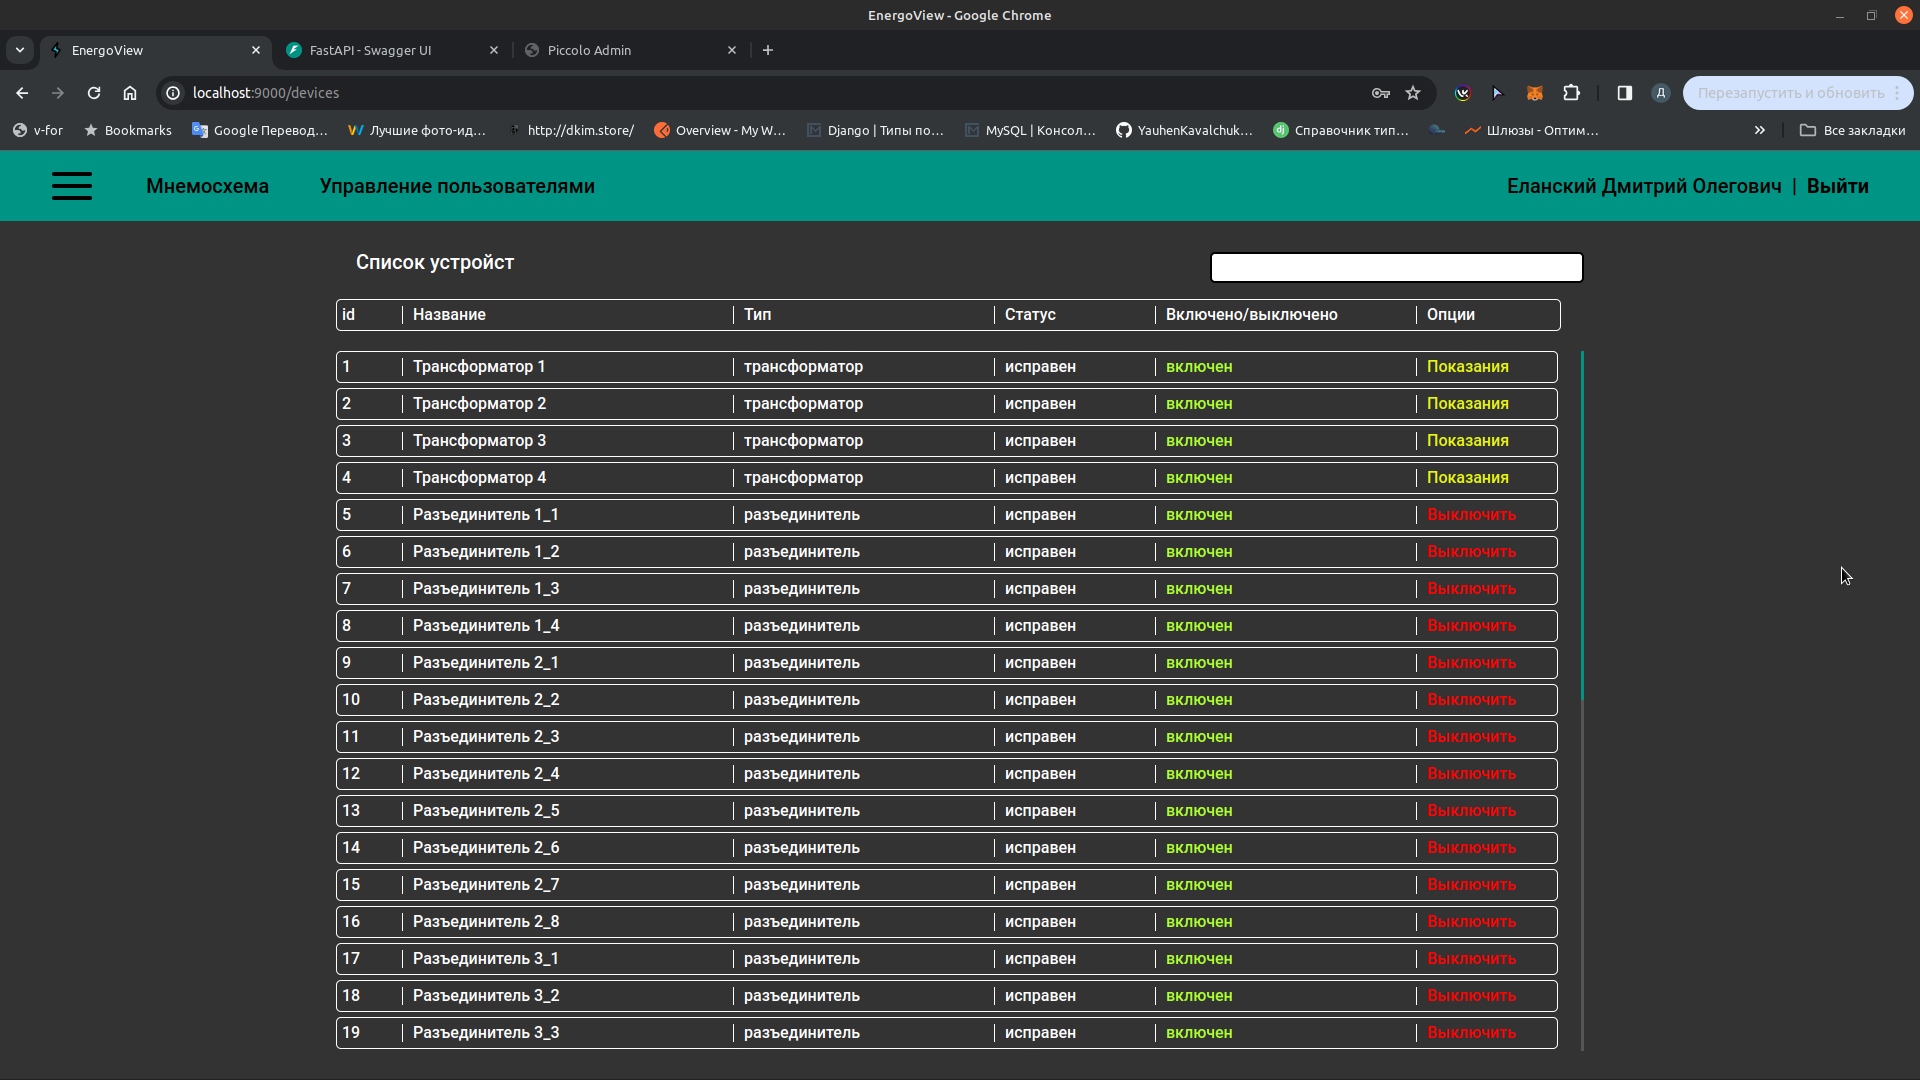 EnergoView - Google Chrome
EnergoView FastAPI - Swagger UI Piccolo Admin
localhost:9000/devices Д Перезапустить и обновить
v-for Bookmarks Google Перевод... Лучшие фото-ид... http://dkim.store/ Overview - My W... Django | Типы по... MySQL | Консол... YauhenKavalchuk... Справочник тип... Шлюзы - Оптим... Все закладки
Мнемосхема Управление пользователями Еланский Дмитрий Олегович | Выйти
Список устройст
id Название Тип Статус Включено/выключено Опции
1 Трансформатор 1 трансформатор исправен включен Показания
2 Трансформатор 2 трансформатор исправен включен Показания
3 Трансформатор 3 трансформатор исправен включен Показания
4 Трансформатор 4 трансформатор исправен включен Показания
5 Разъединитель 1_1 разъединитель исправен включен Выключить
6 Разъединитель 1_2 разъединитель исправен включен Выключить
7 Разъединитель 1_3 разъединитель исправен включен Выключить
8 Разъединитель 1_4 разъединитель исправен включен Выключить
9 Разъединитель 2_1 разъединитель исправен включен Выключить
10 Разъединитель 2_2 разъединитель исправен включен Выключить
11 Разъединитель 2_3 разъединитель исправен включен Выключить
12 Разъединитель 2_4 разъединитель исправен включен Выключить
13 Разъединитель 2_5 разъединитель исправен включен Выключить
14 Разъединитель 2_6 разъединитель исправен включен Выключить
15 Разъединитель 2_7 разъединитель исправен включен Выключить
16 Разъединитель 2_8 разъединитель исправен включен Выключить
17 Разъединитель 3_1 разъединитель исправен включен Выключить
18 Разъединитель 3_2 разъединитель исправен включен Выключить
19 Разъединитель 3_3 разъединитель исправен включен Выключить